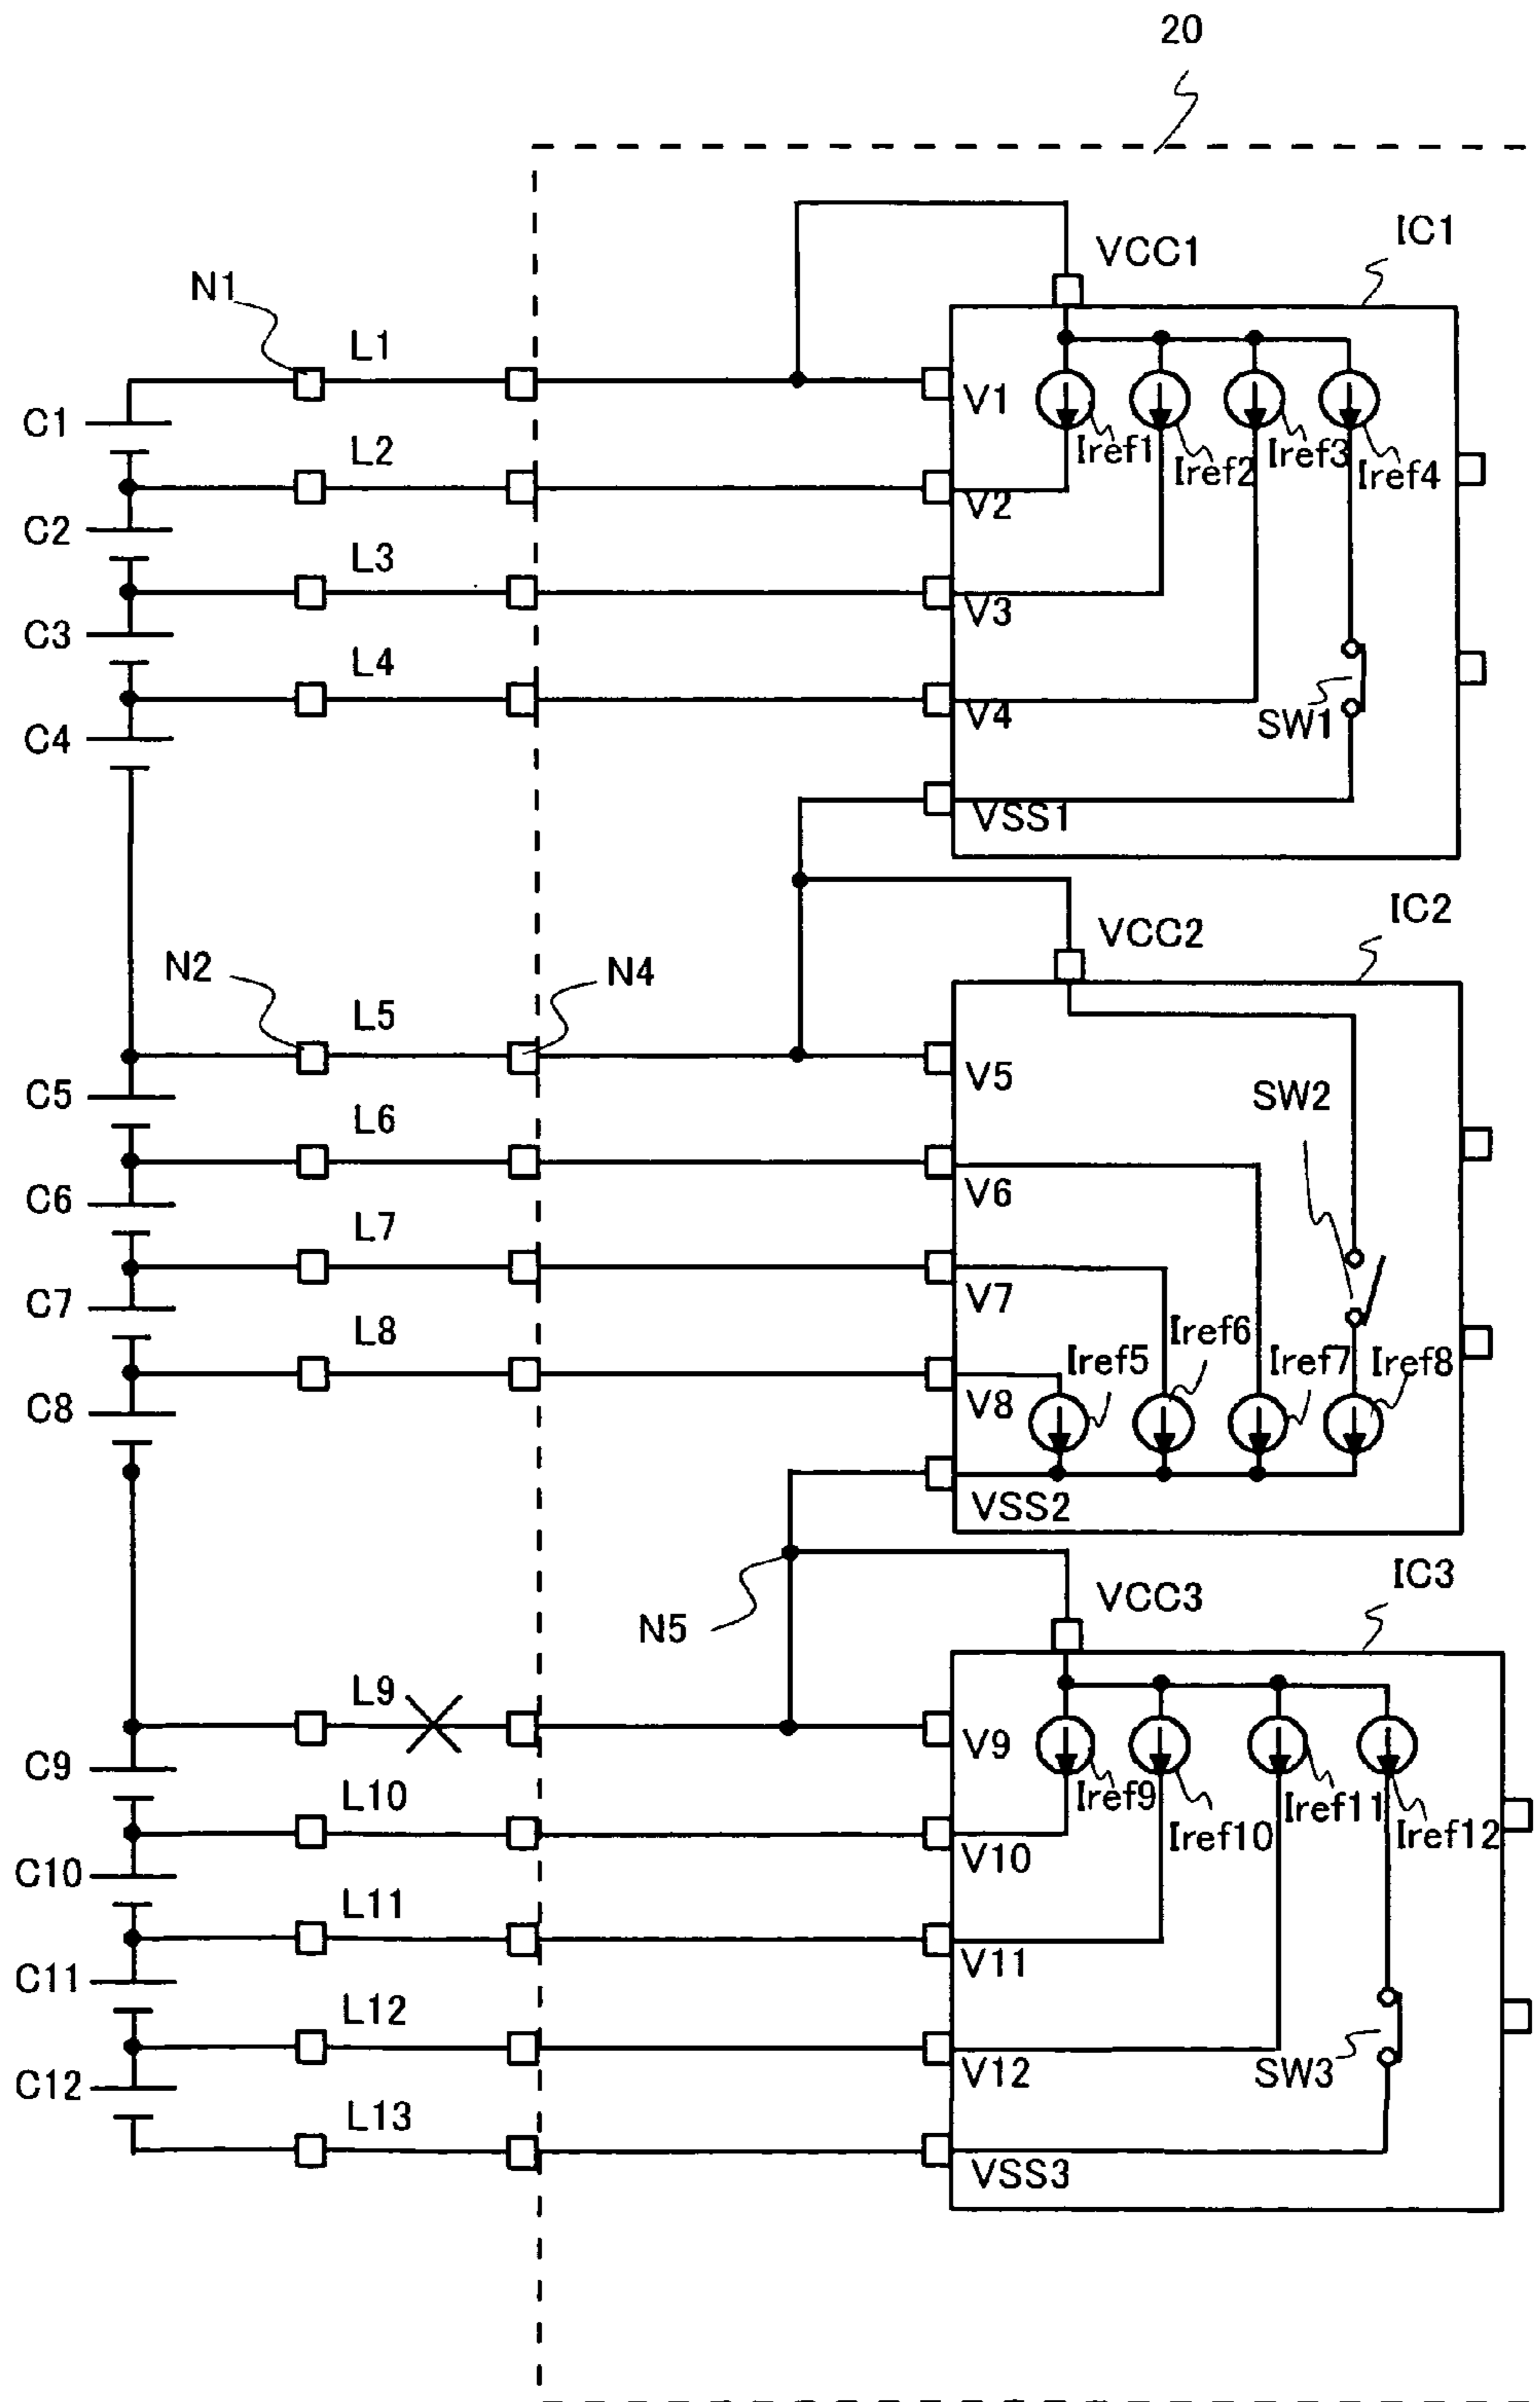 20
IC1
VCC1
N1
L1
V1
C1
Iref1
Iref2
Iref3
Iref4
L2
V2
C2
L3
V3
C3
L4
V4
SW1
C4
VSS1
IC2
VCC2
N2
N4
L5
V5
SW2
C5
L6
V6
C6
L7
V7
C7
L8
Iref5
Iref6
Iref7
Iref8
V8
C8
VSS2
IC3
VCC3
N5
L9
V9
C9
Iref9
Iref10
Iref11
Iref12
L10
V10
C10
L11
V11
C11
L12
V12
SW3
C12
L13
VSS3